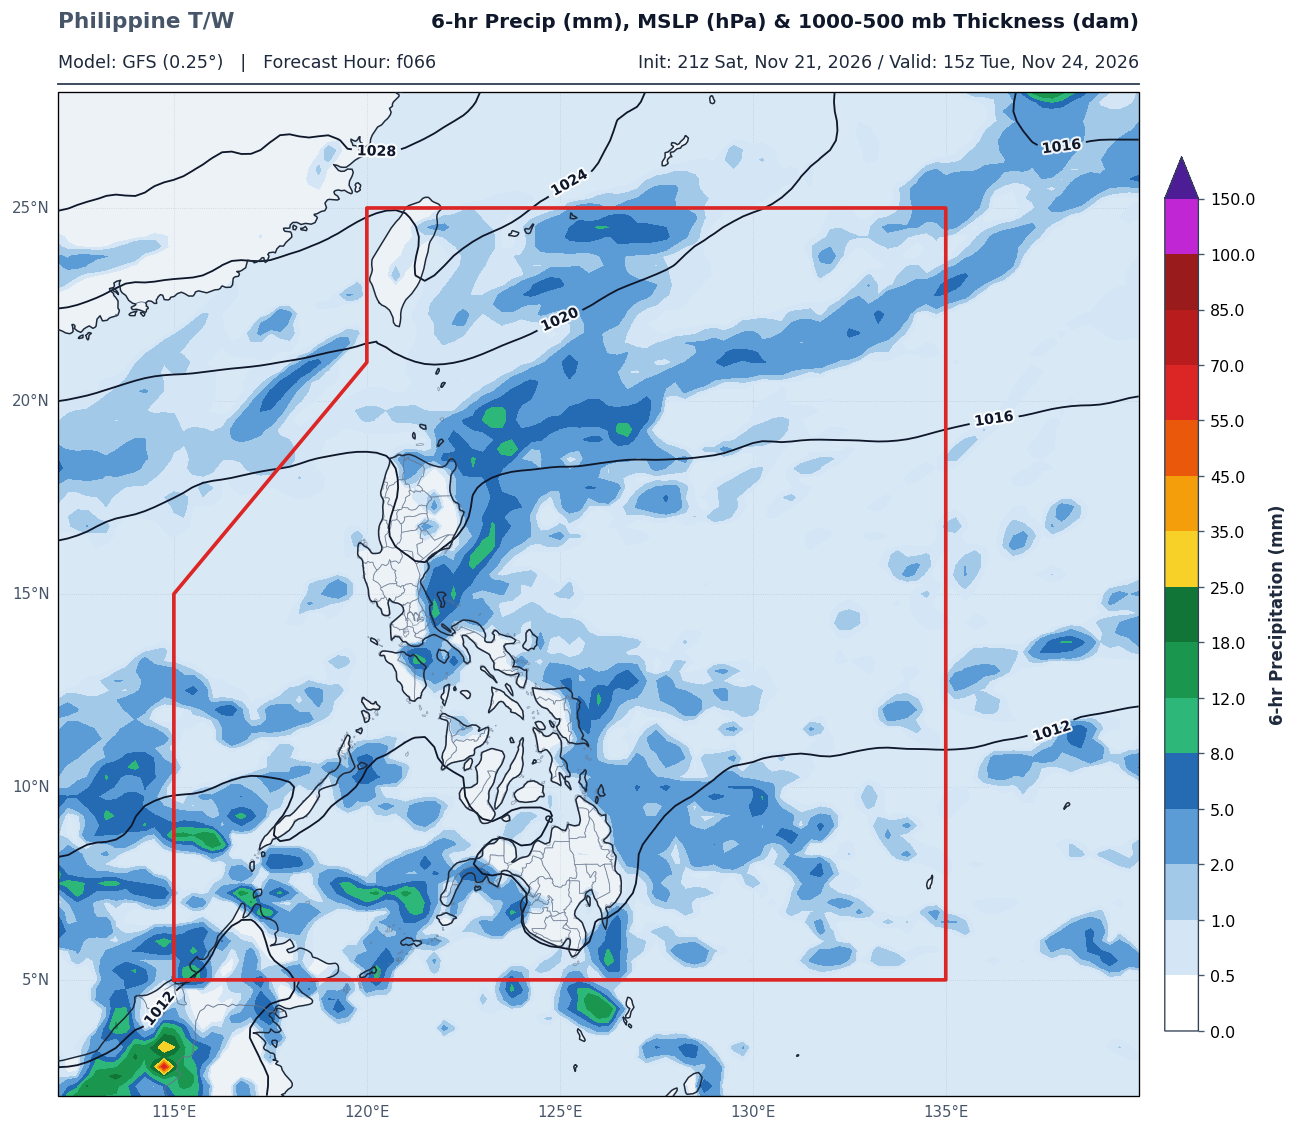 Philippine T/W
6-hr Precip (mm), MSLP (hPa) & 1000-500 mb Thickness (dam)
Model: GFS (0.25°) | Forecast Hour: f066
Init: 21z Sat, Nov 21, 2026 / Valid: 15z Tue, Nov 24, 2026
1028
1024
1020
1016
1016
1012
1012
25°N
20°N
15°N
10°N
5°N
115°E
120°E
125°E
130°E
135°E
150.0
100.0
85.0
70.0
55.0
45.0
35.0
25.0
18.0
12.0
8.0
5.0
2.0
1.0
0.5
0.0
6-hr Precipitation (mm)